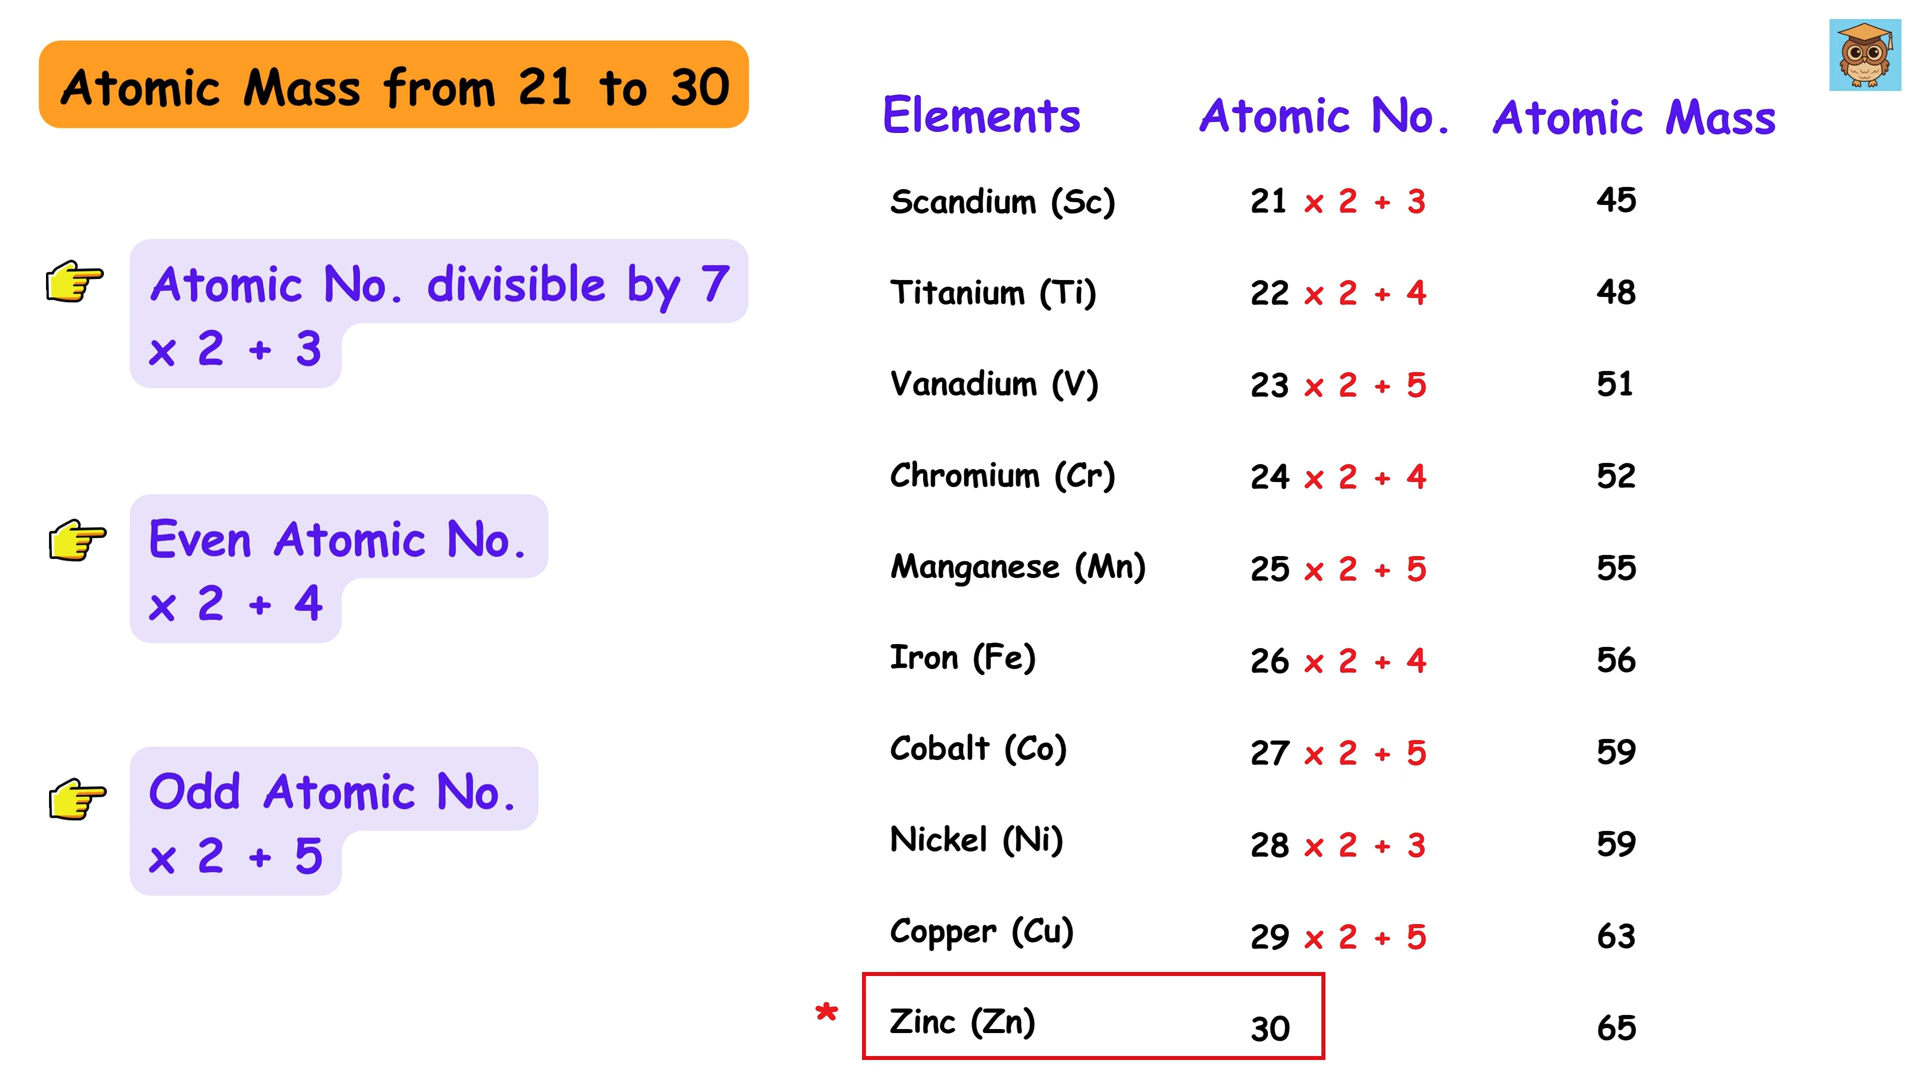 Atomic Mass from 21 to 30
Atomic No. divisible by 7
x 2 + 3
Even Atomic No.
x 2 + 4
Odd Atomic No.
x 2 + 5
Elements Atomic No. Atomic Mass
Scandium (Sc) 21 x 2 + 3 45
Titanium (Ti) 22 x 2 + 4 48
Vanadium (V) 23 x 2 + 5 51
Chromium (Cr) 24 x 2 + 4 52
Manganese (Mn) 25 x 2 + 5 55
Iron (Fe) 26 x 2 + 4 56
Cobalt (Co) 27 x 2 + 5 59
Nickel (Ni) 28 x 2 + 3 59
Copper (Cu) 29 x 2 + 5 63
* Zinc (Zn) 30 65